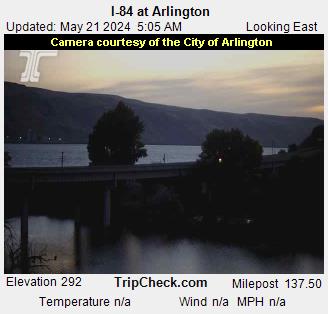 I-84 at Arlington
Updated: May 21 2024 5:05 AM Looking East
Camera courtesy of the City of Arlington
Elevation 292 TripCheck.com Milepost 137.50
Temperature n/a Wind n/a MPH n/a